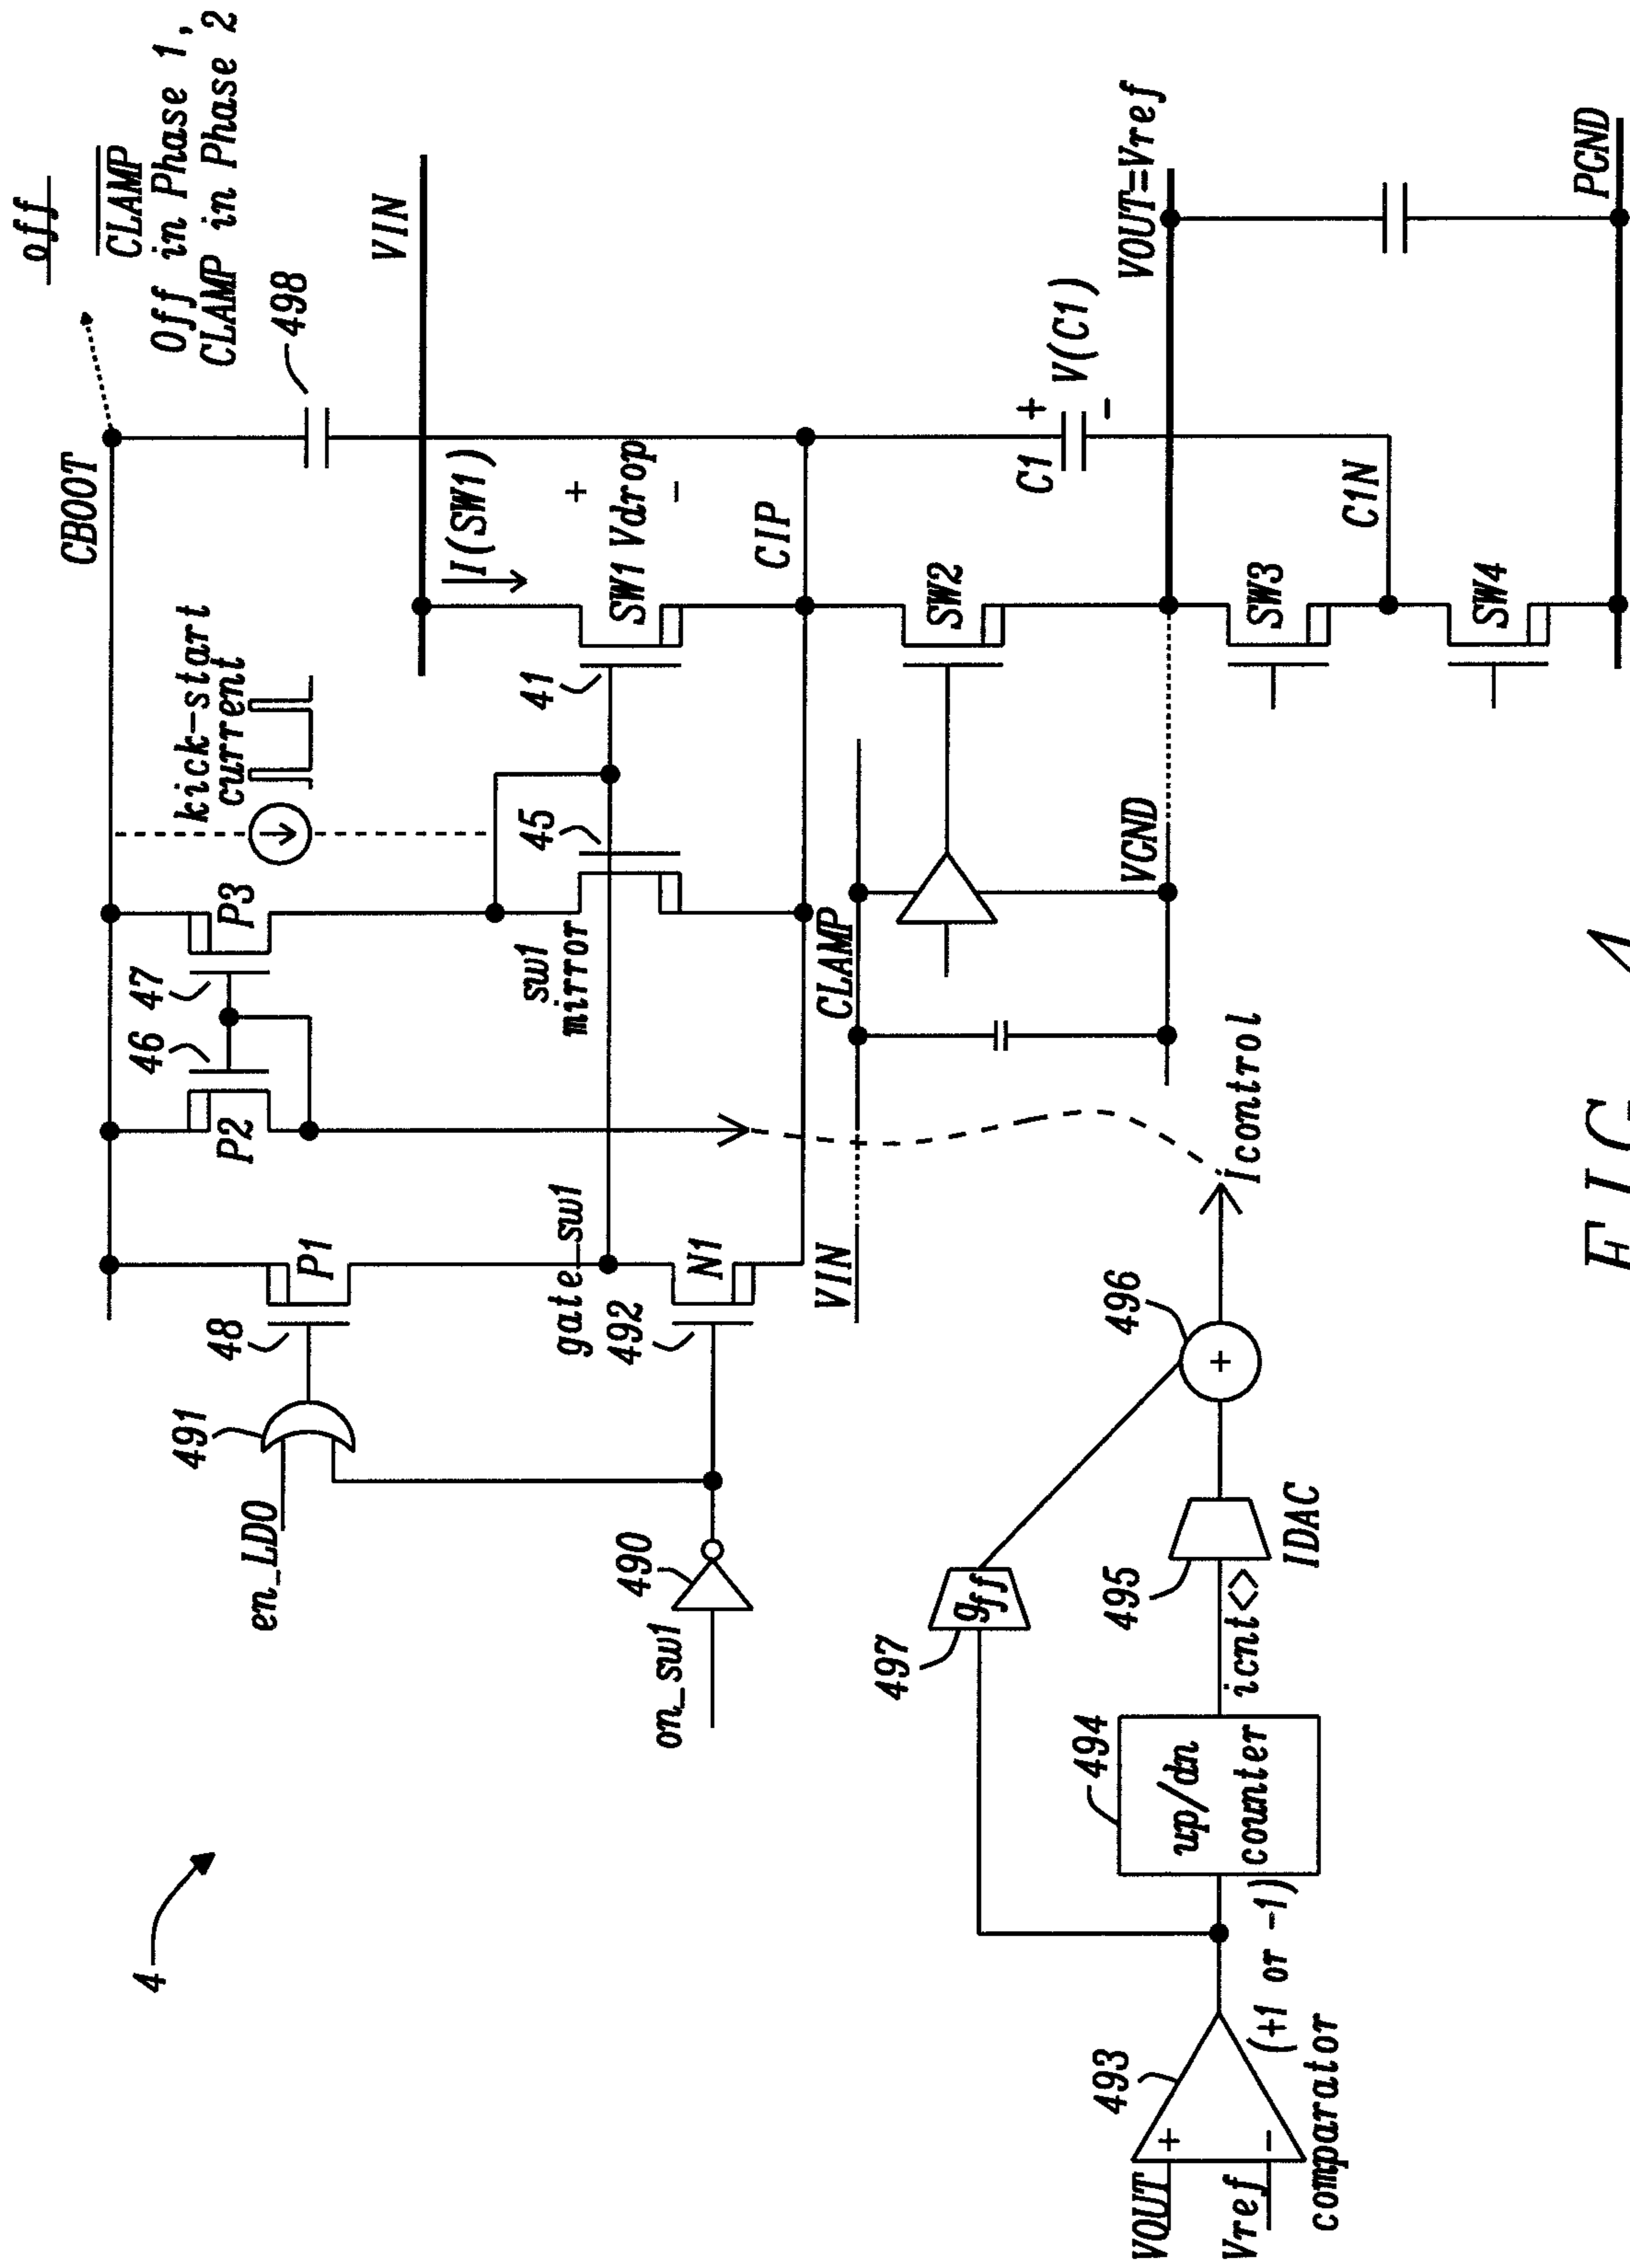 4
off
CLAMP
Off in Phase 1,
CLAMP in Phase 2
CBOOT
498
kick-start
current
VIN
I(SW1)
+
SW1 Vdrop
-
41
45
sw1
mirror
P3
47
46
P2
P1
48
491
en_LDO
gate_sw1
492
N1
490
on_sw1
CIP
C1
+
V(C1)
-
SW2
CLAMP
VIN
VGND
VOUT=Vref
SW3
C1N
SW4
PGND
Icontrol
496
+
497
gff
495
IDAC
icnt<>
494
up/dn
counter
(+1 or -1)
493
VOUT
+
Vref
-
comparator
FIG. 4